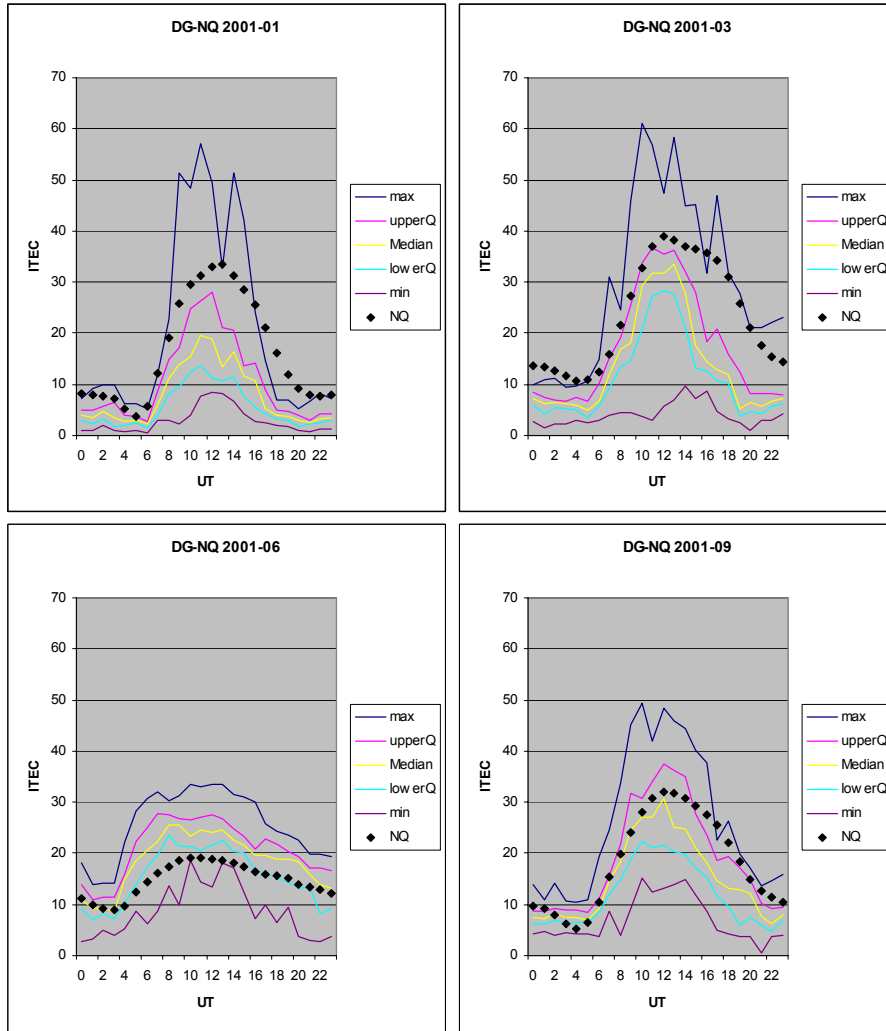 DG-NQ 2001-01
70
60
50
40
30
20
10
0
ITEC
0 2 4 6 8 10 12 14 16 18 20 22
UT
max
upperQ
Median
low erQ
min
NQ
DG-NQ 2001-03
70
60
50
40
30
20
10
0
ITEC
0 2 4 6 8 10 12 14 16 18 20 22
UT
max
upperQ
Median
low erQ
min
NQ
DG-NQ 2001-06
70
60
50
40
30
20
10
0
ITEC
0 2 4 6 8 10 12 14 16 18 20 22
UT
max
upperQ
Median
low erQ
min
NQ
DG-NQ 2001-09
70
60
50
40
30
20
10
0
ITEC
0 2 4 6 8 10 12 14 16 18 20 22
UT
max
upperQ
Median
low erQ
min
NQ